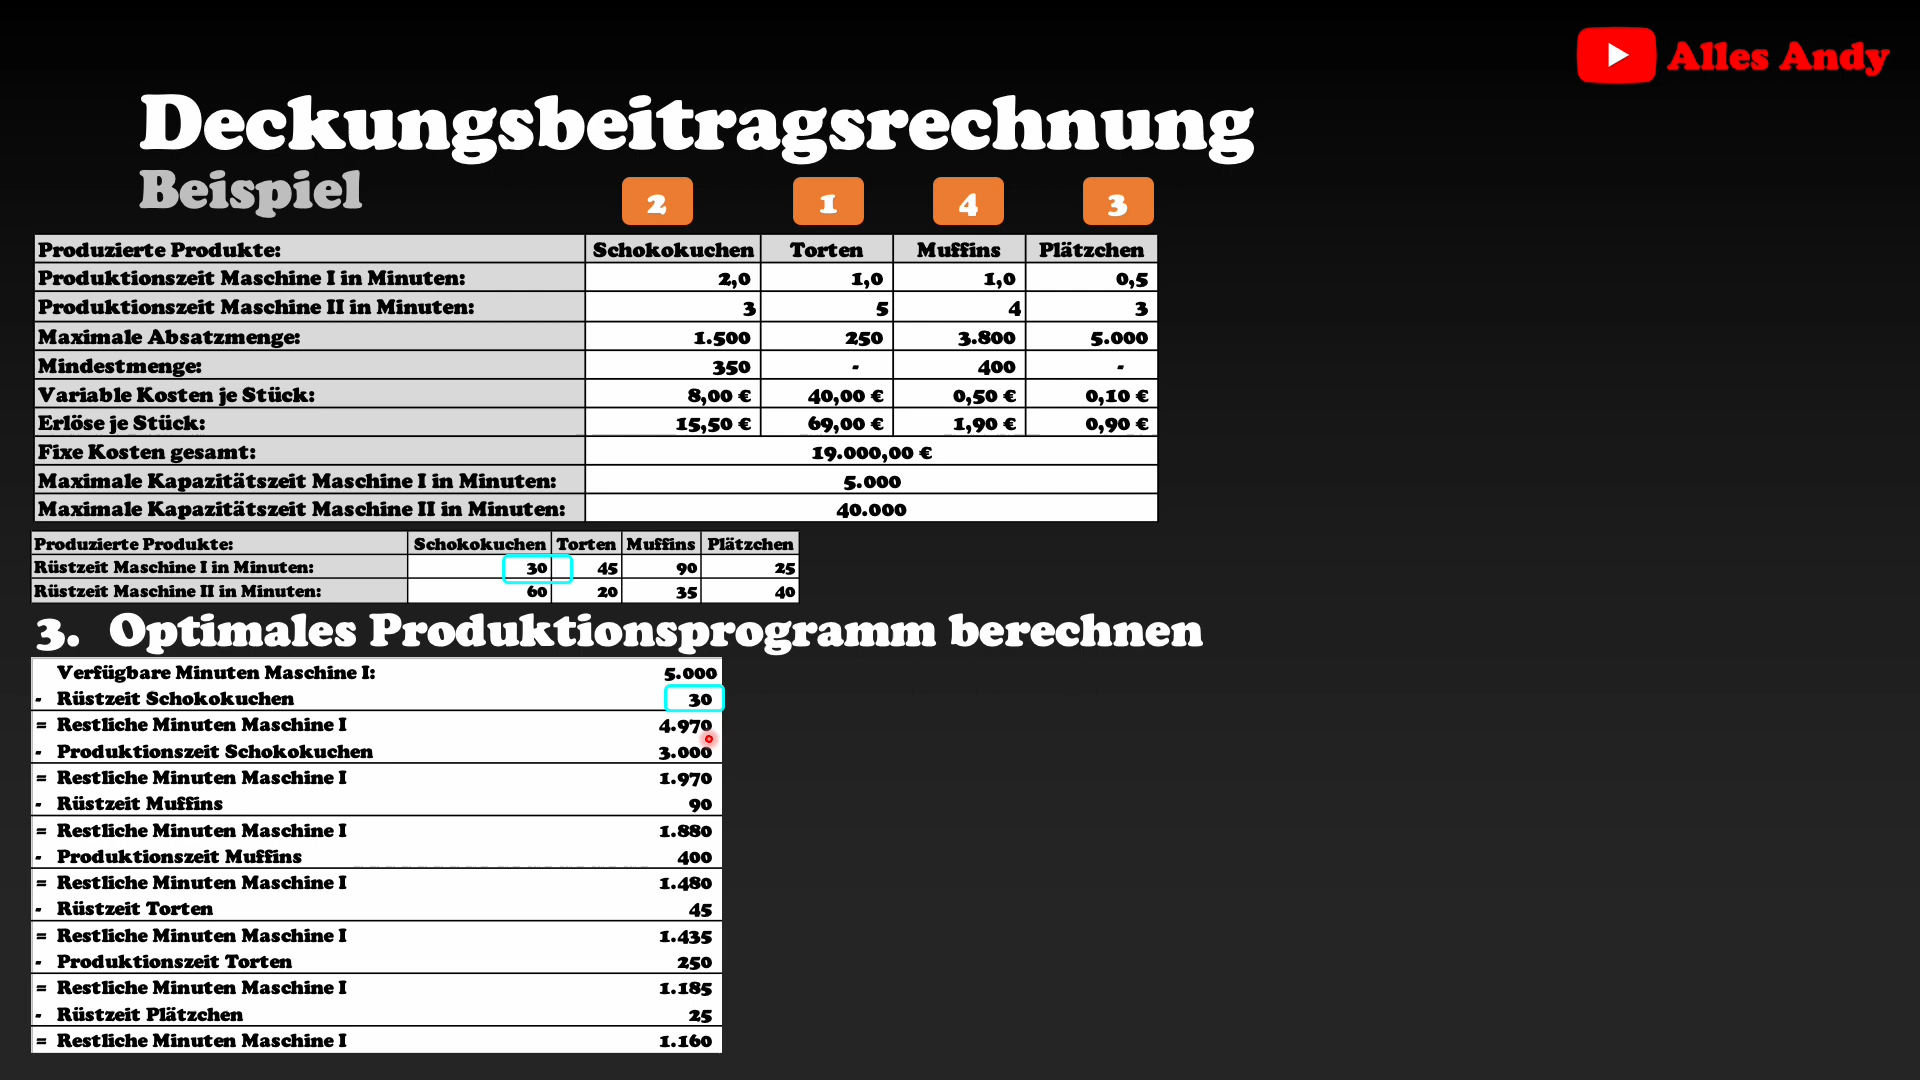 Alles Andy
Deckungsbeitragsrechnung
Beispiel
2 1 4 3
Produzierte Produkte: Schokokuchen Torten Muffins Plätzchen
Produktionszeit Maschine I in Minuten: 2,0 1,0 1,0 0,5
Produktionszeit Maschine II in Minuten: 3 5 4 3
Maximale Absatzmenge: 1.500 250 3.800 5.000
Mindestmenge: 350 - 400 -
Variable Kosten je Stück: 8,00 € 40,00 € 0,50 € 0,10 €
Erlöse je Stück: 15,50 € 69,00 € 1,90 € 0,90 €
Fixe Kosten gesamt: 19.000,00 €
Maximale Kapazitätszeit Maschine I in Minuten: 5.000
Maximale Kapazitätszeit Maschine II in Minuten: 40.000
Produzierte Produkte: Schokokuchen Torten Muffins Plätzchen
Rüstzeit Maschine I in Minuten: 30 45 90 25
Rüstzeit Maschine II in Minuten: 60 20 35 40
3. Optimales Produktionsprogramm berechnen
Verfügbare Minuten Maschine I: 5.000
- Rüstzeit Schokokuchen 30
= Restliche Minuten Maschine I 4.970
- Produktionszeit Schokokuchen 3.000
= Restliche Minuten Maschine I 1.970
- Rüstzeit Muffins 90
= Restliche Minuten Maschine I 1.880
- Produktionszeit Muffins 400
= Restliche Minuten Maschine I 1.480
- Rüstzeit Torten 45
= Restliche Minuten Maschine I 1.435
- Produktionszeit Torten 250
= Restliche Minuten Maschine I 1.185
- Rüstzeit Plätzchen 25
= Restliche Minuten Maschine I 1.160